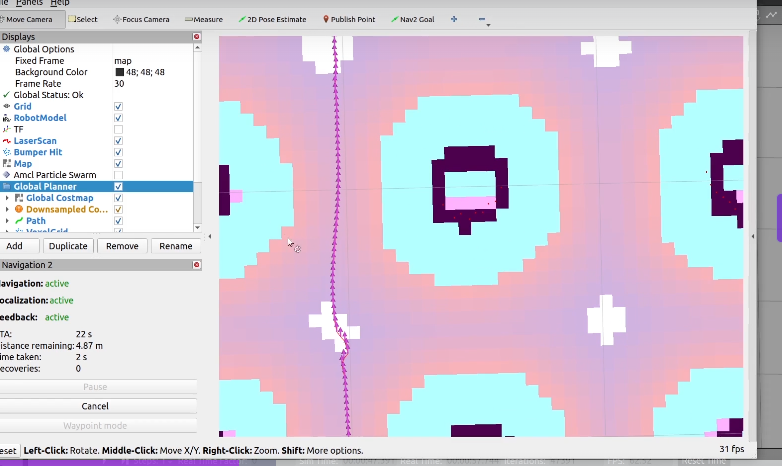 Panels Help
Move Camera Select Focus Camera Measure 2D Pose Estimate Publish Point Nav2 Goal
Displays
Global Options
Fixed Frame map
Background Color 48; 48; 48
Frame Rate 30
Global Status: Ok
Grid
RobotModel
TF
LaserScan
Bumper Hit
Map
Amcl Particle Swarm
Global Planner
Global Costmap
Downsampled Co...
Path
VoxelGrid
Add Duplicate Remove Rename
Navigation 2
avigation: active
ocalization: active
eedback: active
TA: 22 s
istance remaining: 4.87 m
ime taken: 2 s
ecoveries: 0
Pause
Cancel
Waypoint mode
eset Left-Click: Rotate. Middle-Click: Move X/Y. Right-Click: Zoom. Shift: More options. 31 fps